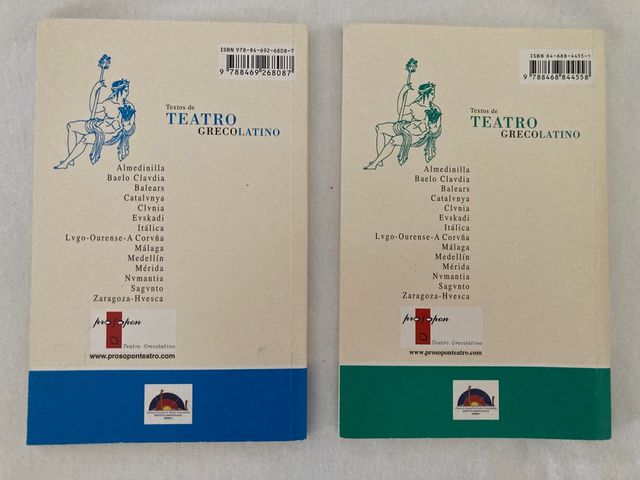 ISBN 978-84-692-6808-7
9 788469 268087
Textos de
TEATRO
GRECOLATINO
Almedinilla
Baelo Clavdia
Balears
Catalvnya
Clvnia
Evskadi
Itálica
Lvgo-Ourense-A Corvña
Málaga
Medellín
Mérida
Nvmantia
Sagvnto
Zaragoza-Hvesca
prosopon
Teatro Grecolatino
www.prosoponteatro.com
ISBN 84-688-4455-1
9 788468 844558
Textos de
TEATRO
GRECOLATINO
Almedinilla
Baelo Clavdia
Balears
Catalvnya
Clvnia
Evskadi
Itálica
Lvgo-Ourense-A Corvña
Málaga
Medellín
Mérida
Nvmantia
Sagvnto
Zaragoza-Hvesca
prosopon
Teatro Grecolatino
www.prosoponteatro.com